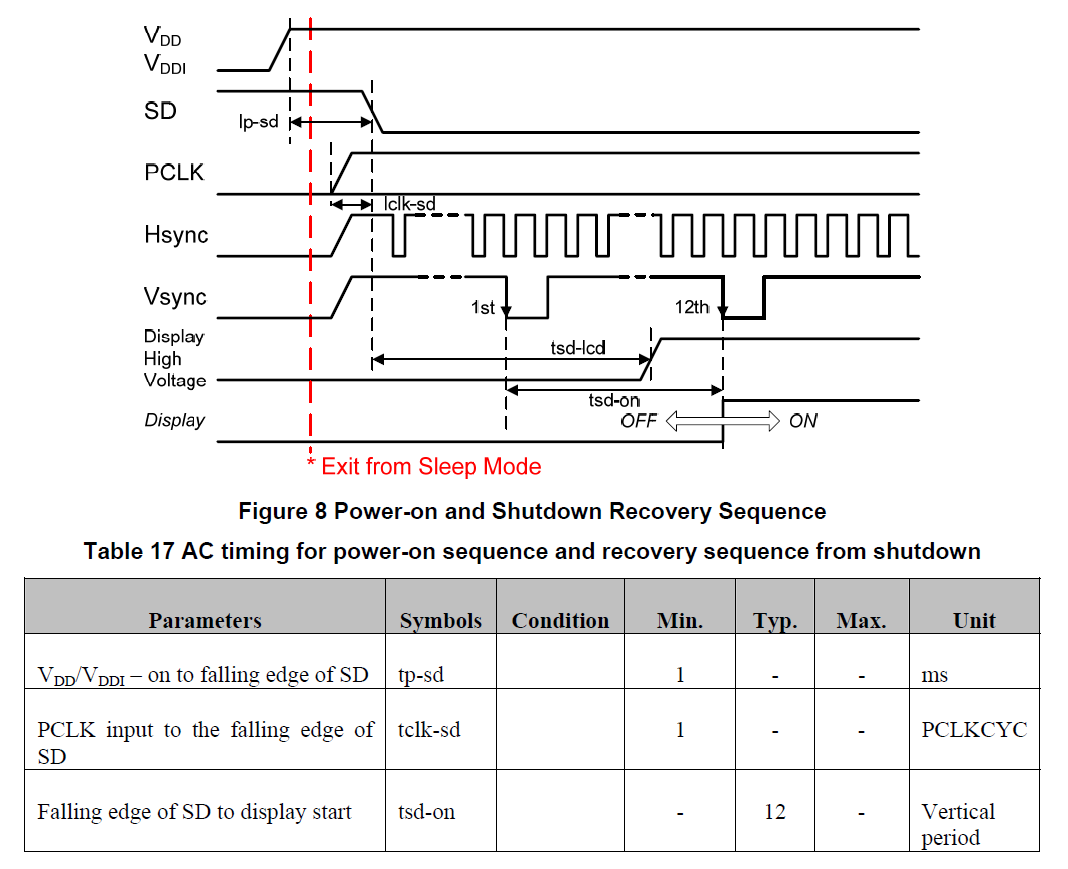 VDD
VDDI
SD
lp-sd
PCLK
lclk-sd
Hsync
Vsync
1st
12th
Display
High
Voltage
tsd-lcd
tsd-on
Display
OFF
ON
* Exit from Sleep Mode
Figure 8 Power-on and Shutdown Recovery Sequence
Table 17 AC timing for power-on sequence and recovery sequence from shutdown
Parameters Symbols Condition Min. Typ. Max. Unit
VDD/VDDI – on to falling edge of SD tp-sd 1 - - ms
PCLK input to the falling edge of tclk-sd 1 - - PCLKCYC
SD
Falling edge of SD to display start tsd-on - 12 - Vertical
period